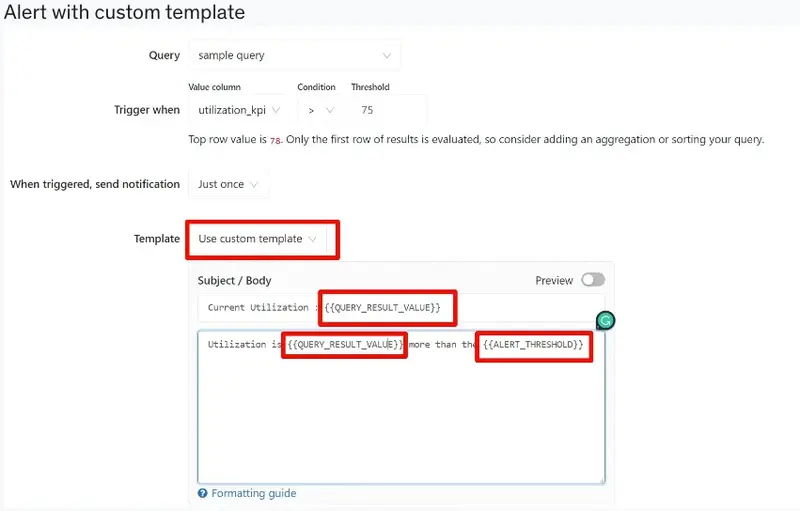 Alert with custom template
Query sample query
Value column Condition Threshold
Trigger when utilization_kpi > 75
Top row value is 78. Only the first row of results is evaluated, so consider adding an aggregation or sorting your query.
When triggered, send notification Just once
Template Use custom template
Subject / Body Preview
Current Utilization : {{QUERY_RESULT_VALUE}}
Utilization is {{QUERY_RESULT_VALUE}} more than the {{ALERT_THRESHOLD}}
Formatting guide